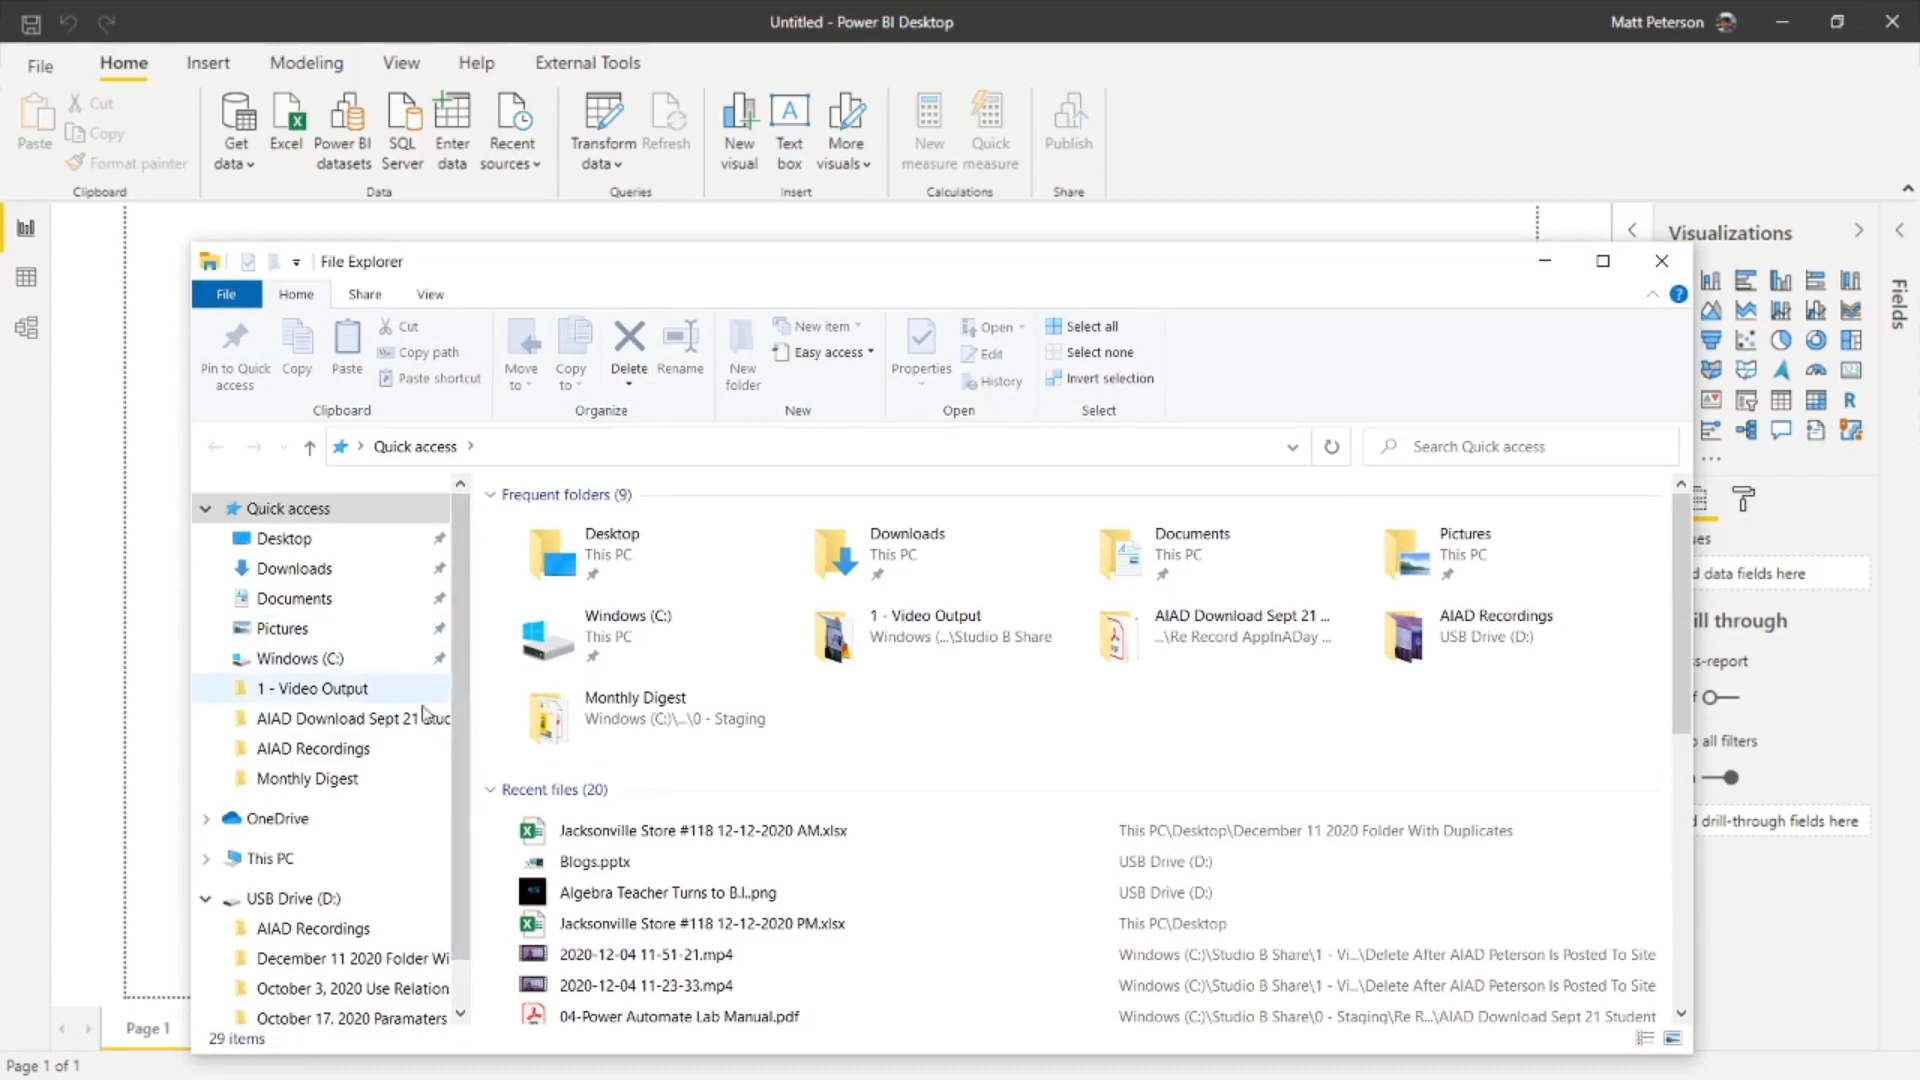 Untitled - Power BI Desktop
Matt Peterson
File Home Insert Modeling View Help External Tools
Paste
Cut
Copy
Format painter
Clipboard
Get data
Excel
Power BI datasets
SQL Server
Enter data
Recent sources
Data
Transform data
Refresh
Queries
New visual
Text box
More visuals
Insert
New measure
Quick measure
Calculations
Publish
Share
Visualizations
Fields
File Explorer
File Home Share View
Pin to Quick access
Copy
Paste
Cut
Copy path
Paste shortcut
Clipboard
Move to
Copy to
Delete
Rename
Organize
New folder
New item
Easy access
New
Properties
Open
Edit
History
Open
Select all
Select none
Invert selection
Select
Quick access
Search Quick access
Quick access
Desktop
Downloads
Documents
Pictures
Windows (C:)
1 - Video Output
AIAD Download Sept 21
AIAD Recordings
Monthly Digest
OneDrive
This PC
USB Drive (D:)
AIAD Recordings
December 11 2020 Folder Wi
October 3, 2020 Use Relation
October 17, 2020 Paramaters
29 items
Frequent folders (9)
Desktop
This PC
Downloads
This PC
Documents
This PC
Pictures
This PC
Windows (C:)
This PC
1 - Video Output
Windows (...\Studio B Share
AIAD Download Sept 21 ...
...\Re Record AppInADay ...
AIAD Recordings
USB Drive (D:)
Monthly Digest
Windows (C:)\...\0 - Staging
Recent files (20)
Jacksonville Store #118 12-12-2020 AM.xlsx This PC\Desktop\December 11 2020 Folder With Duplicates
Blogs.pptx USB Drive (D:)
Algebra Teacher Turns to B.I..png USB Drive (D:)
Jacksonville Store #118 12-12-2020 PM.xlsx This PC\Desktop
2020-12-04 11-51-21.mp4 Windows (C:)\Studio B Share\1 - Vi...\Delete After AIAD Peterson Is Posted To Site
2020-12-04 11-23-33.mp4 Windows (C:)\Studio B Share\1 - Vi...\Delete After AIAD Peterson Is Posted To Site
04-Power Automate Lab Manual.pdf Windows (C:)\Studio B Share\0 - Staging\Re R...\AIAD Download Sept 21 Student
ues
d data fields here
ill through
s-report
f
o all filters
d drill-through fields here
Page 1
Page 1 of 1